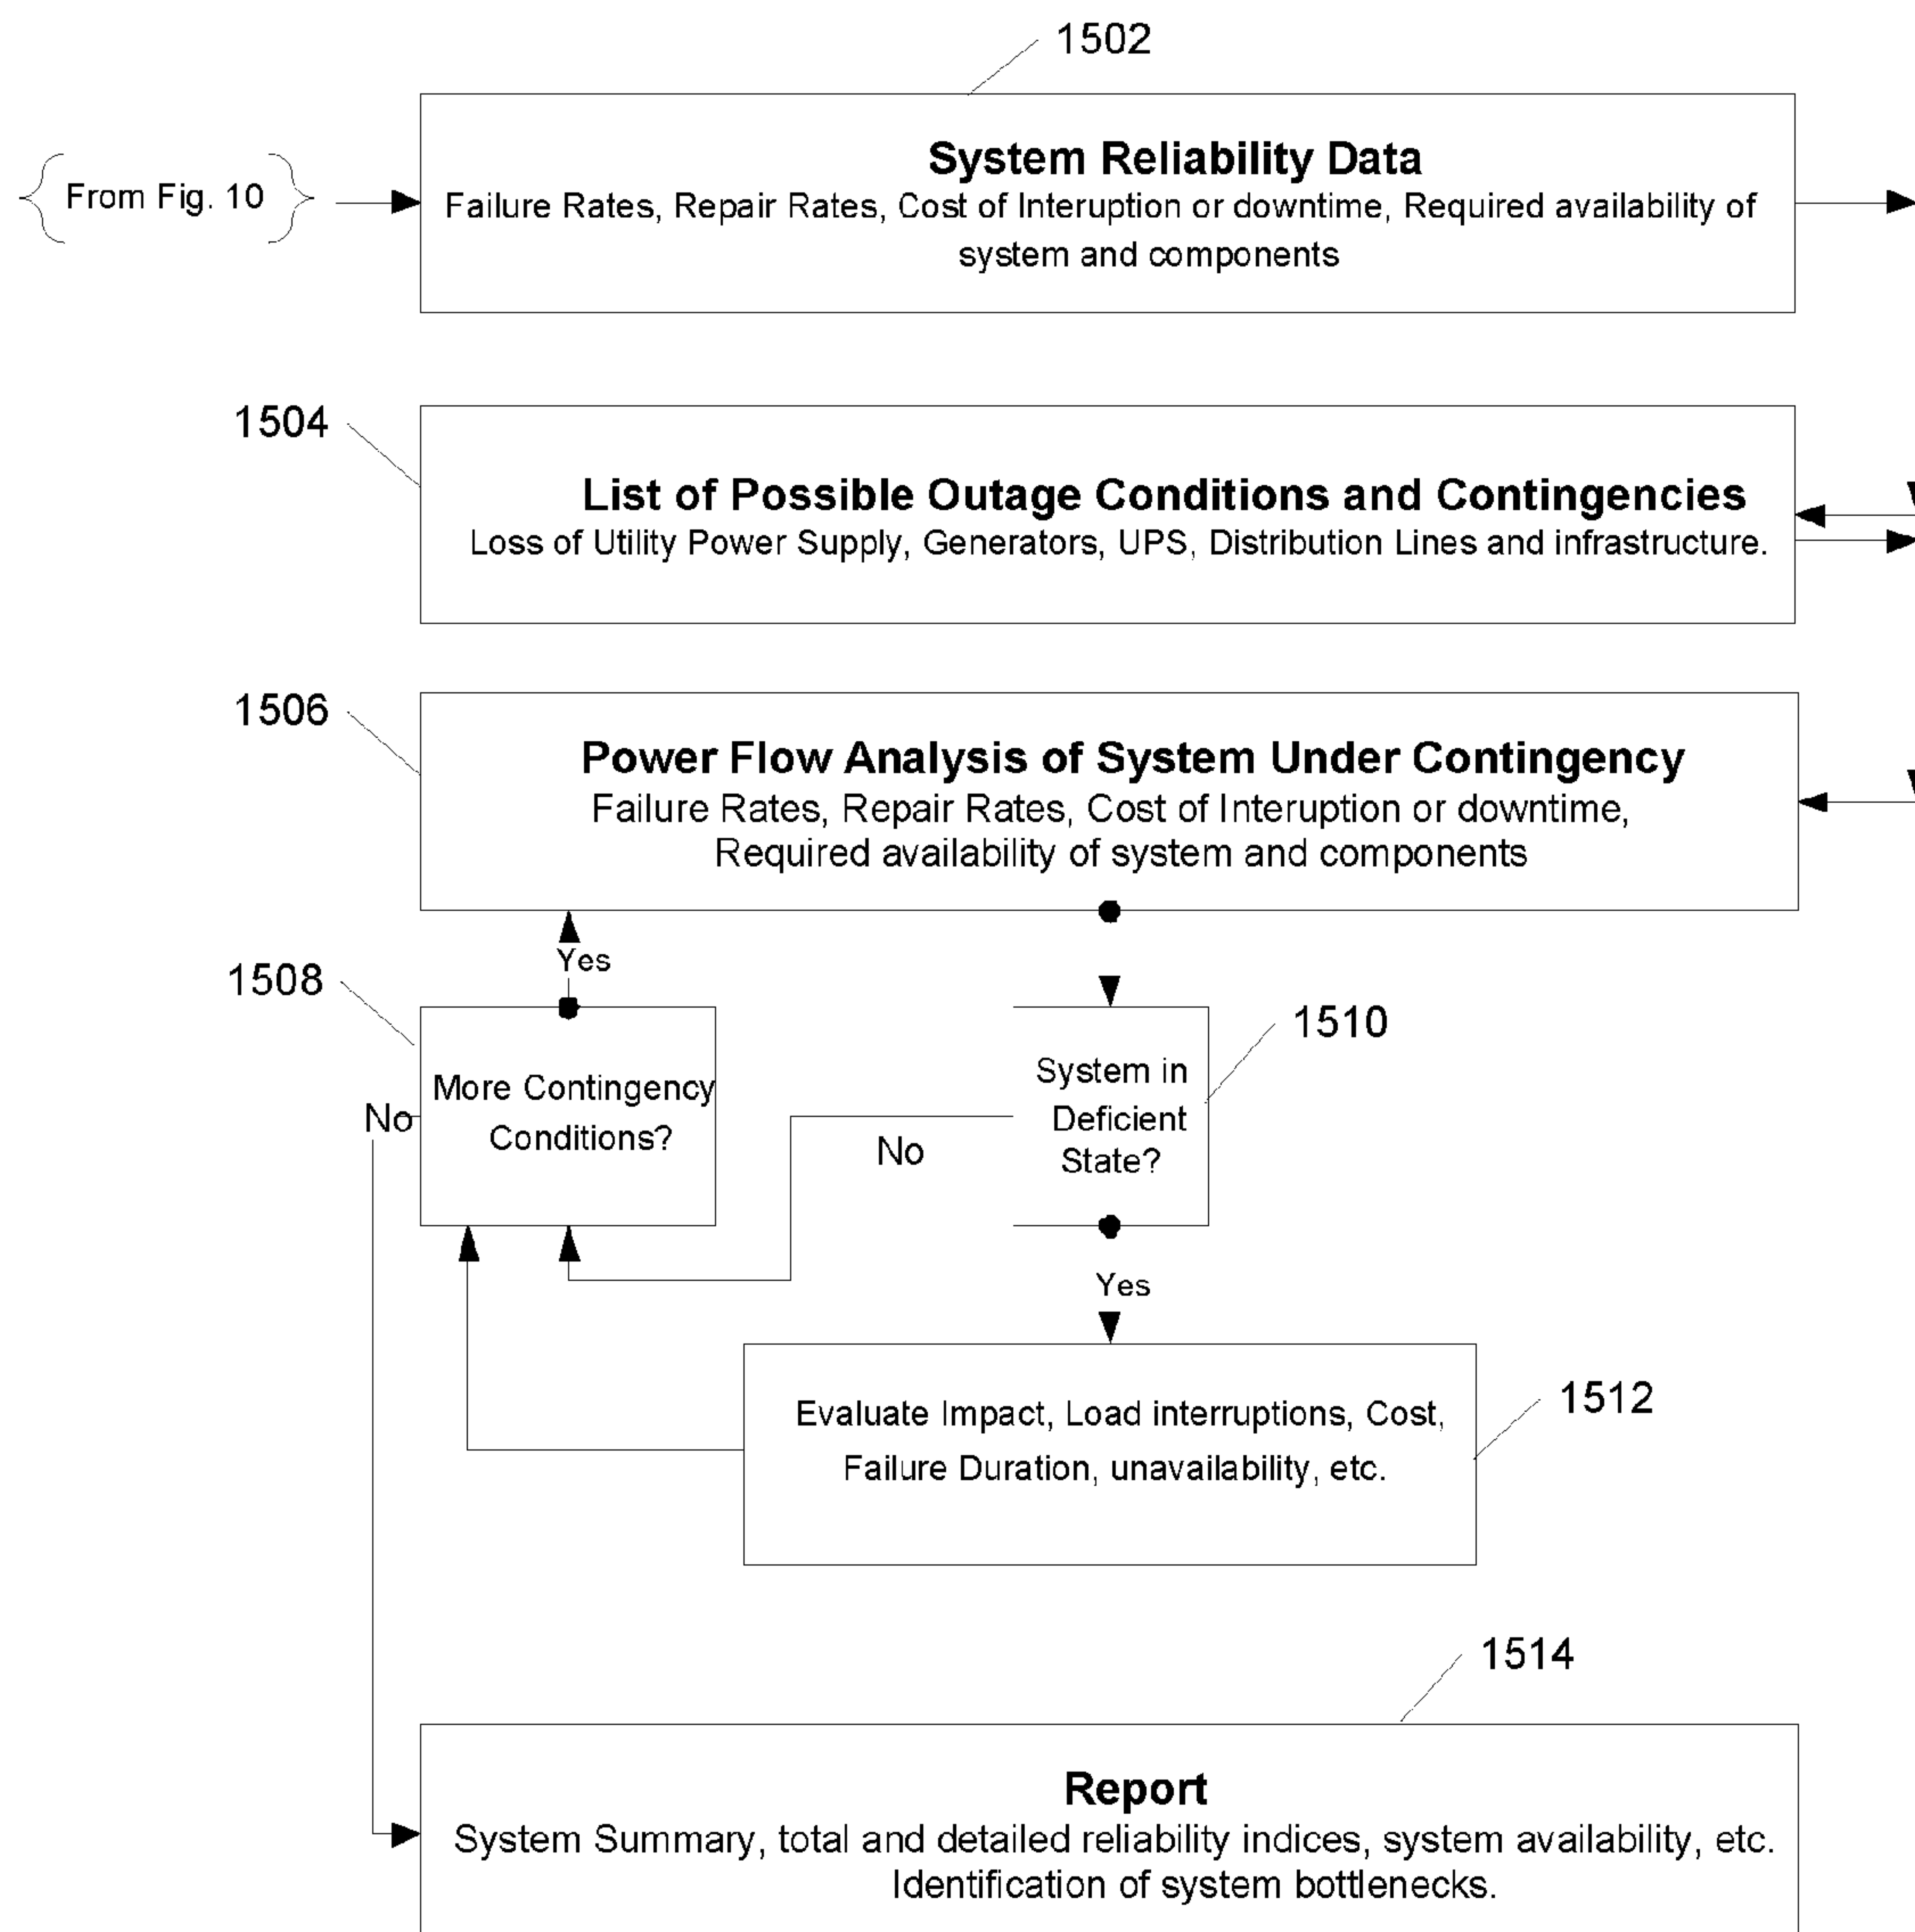 1502
From Fig. 10
System Reliability Data
Failure Rates, Repair Rates, Cost of Interuption or downtime, Required availability of
system and components
1504
List of Possible Outage Conditions and Contingencies
Loss of Utility Power Supply, Generators, UPS, Distribution Lines and infrastructure.
1506
Power Flow Analysis of System Under Contingency
Failure Rates, Repair Rates, Cost of Interuption or downtime,
Required availability of system and components
Yes
1508
More Contingency
Conditions?
No
1510
System in
Deficient
State?
No
Yes
1512
Evaluate Impact, Load interruptions, Cost,
Failure Duration, unavailability, etc.
1514
Report
System Summary, total and detailed reliability indices, system availability, etc.
Identification of system bottlenecks.